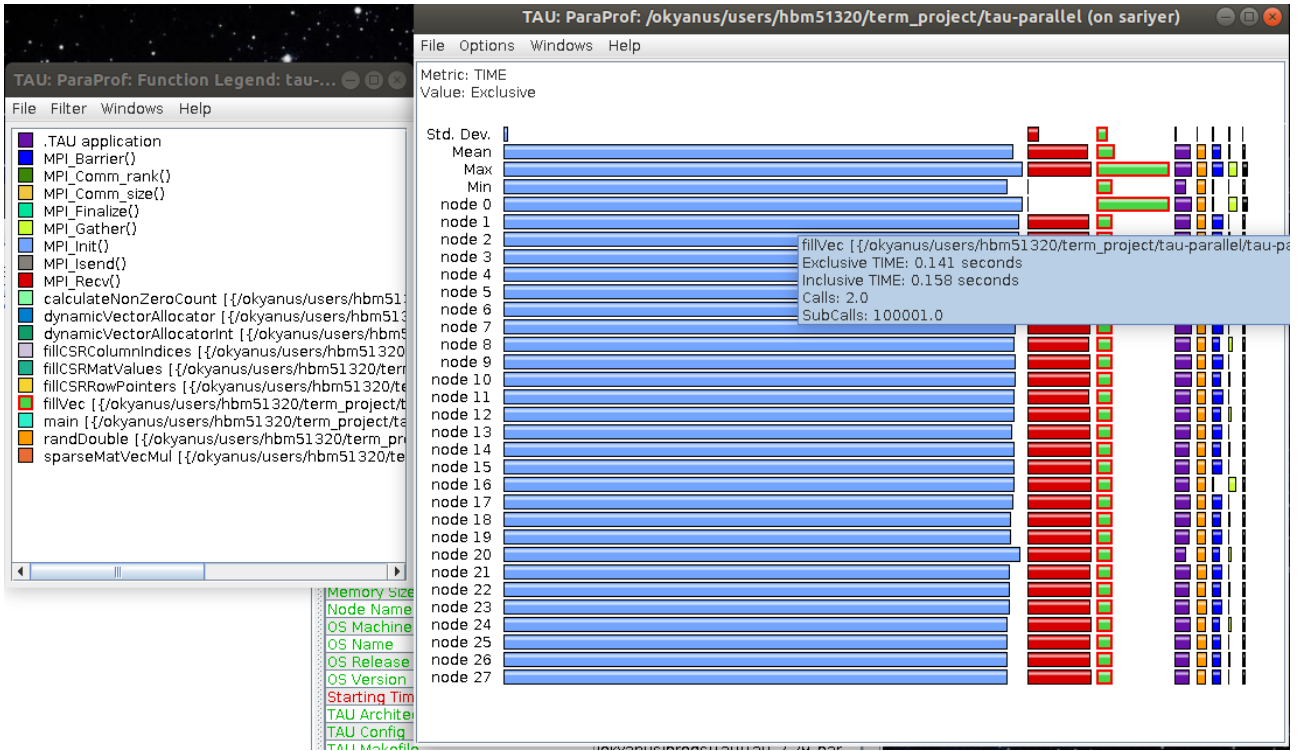 TAU: ParaProf: Function Legend: tau-...
File Filter Windows Help
.TAU application
MPI_Barrier()
MPI_Comm_rank()
MPI_Comm_size()
MPI_Finalize()
MPI_Gather()
MPI_Init()
MPI_Isend()
MPI_Recv()
calculateNonZeroCount [{/okyanus/users/hbm51
dynamicVectorAllocator [{/okyanus/users/hbm513
dynamicVectorAllocatorInt [{/okyanus/users/hbm5
fillCSRColumnIndices [{/okyanus/users/hbm51320
fillCSRMatValues [{/okyanus/users/hbm51320/terr
fillCSRRowPointers [{/okyanus/users/hbm51320/te
fillVec [{/okyanus/users/hbm51320/term_project/t
main [{/okyanus/users/hbm51320/term_project/ta
randDouble [{/okyanus/users/hbm51320/term_pr
sparseMatVecMul [{/okyanus/users/hbm51320/te
Memory Size
Node Name
OS Machine
OS Name
OS Release
OS Version
Starting Tim
TAU Archite
TAU Config
TAU Makefile
TAU: ParaProf: /okyanus/users/hbm51320/term_project/tau-parallel (on sariyer)
File Options Windows Help
Metric: TIME
Value: Exclusive
Std. Dev.
Mean
Max
Min
node 0
node 1
node 2
node 3
node 4
node 5
node 6
node 7
node 8
node 9
node 10
node 11
node 12
node 13
node 14
node 15
node 16
node 17
node 18
node 19
node 20
node 21
node 22
node 23
node 24
node 25
node 26
node 27
fillVec [{/okyanus/users/hbm51320/term_project/tau-parallel/tau-pa
Exclusive TIME: 0.141 seconds
Inclusive TIME: 0.158 seconds
Calls: 2.0
SubCalls: 100001.0